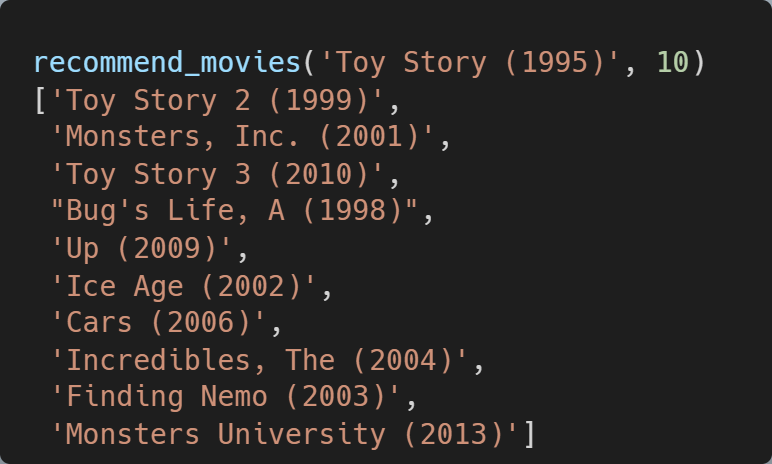 recommend_movies('Toy Story (1995)', 10)
['Toy Story 2 (1999)',
'Monsters, Inc. (2001)',
'Toy Story 3 (2010)',
"Bug's Life, A (1998)",
'Up (2009)',
'Ice Age (2002)',
'Cars (2006)',
'Incredibles, The (2004)',
'Finding Nemo (2003)',
'Monsters University (2013)']